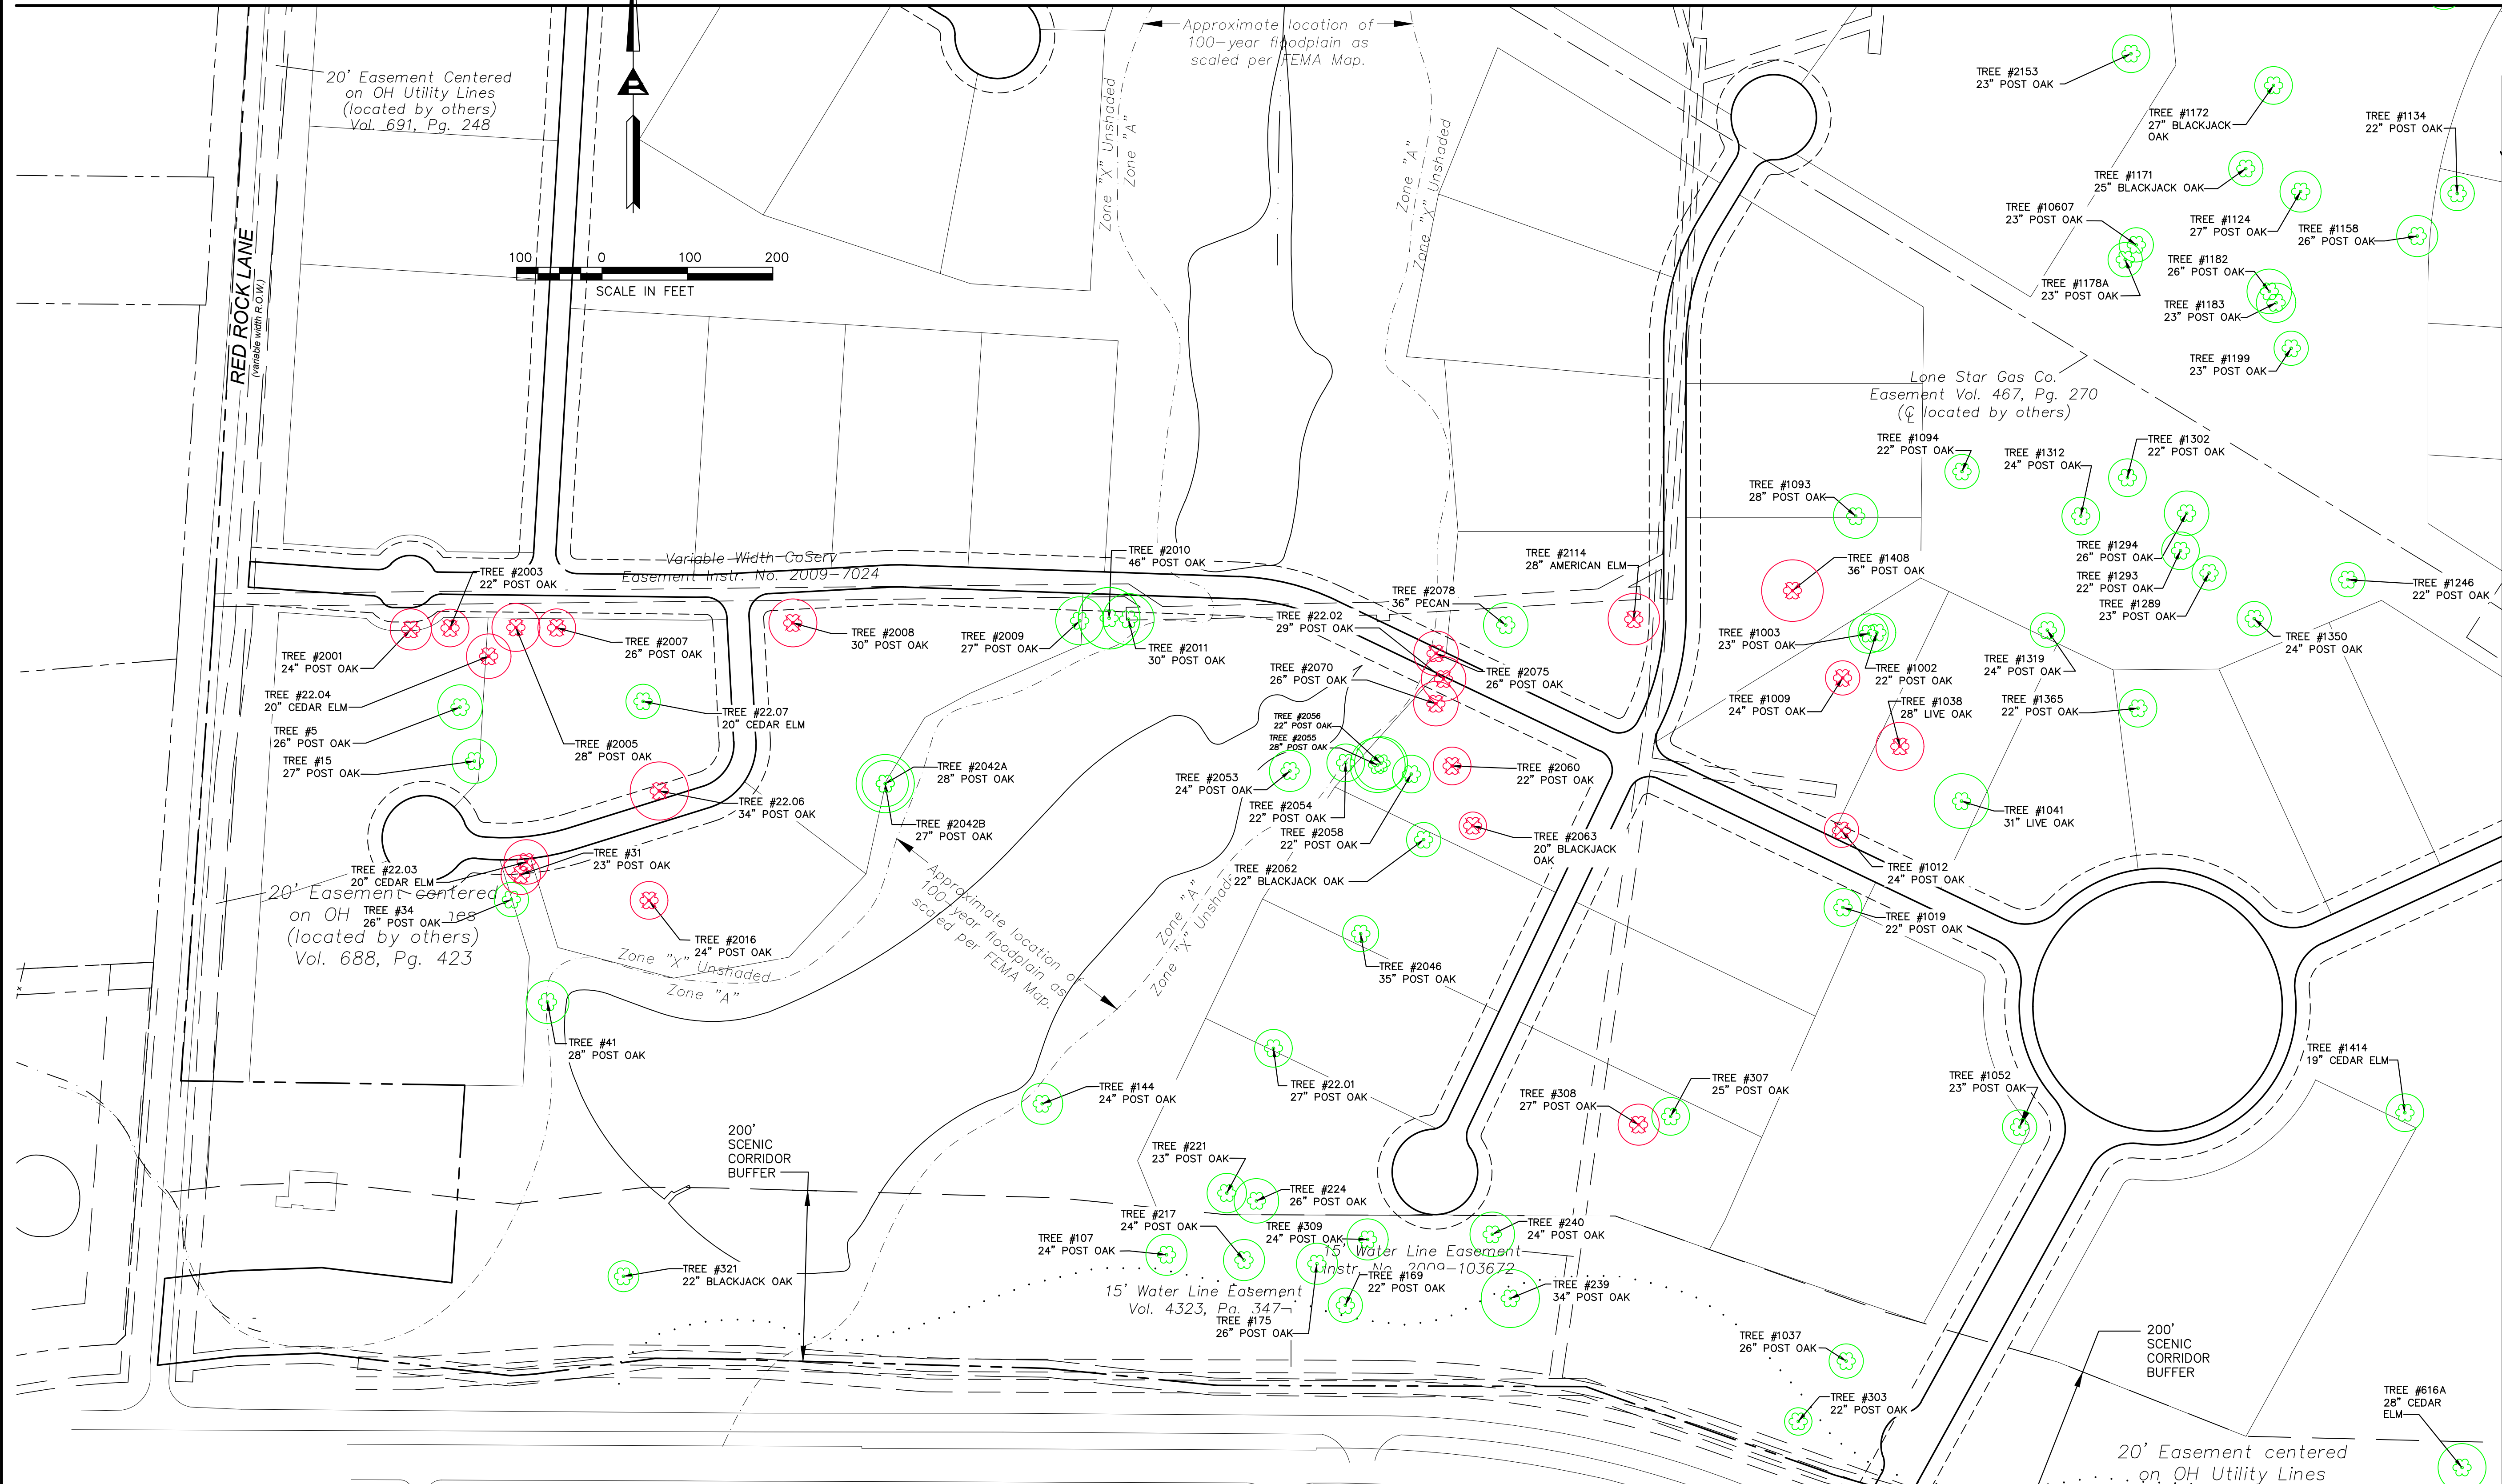 Approximate location of
100-year floodplain as
scaled per FEMA Map.
20' Easement Centered
on OH Utility Lines
(located by others)
Vol. 691, Pg. 248
Zone "X" Unshaded
Zone "A"
Zone "A"
Zone "X" Unshaded
100 0 100 200
SCALE IN FEET
RED ROCK LANE
(variable width R.O.W.)
TREE #2153
23" POST OAK
TREE #1172
27" BLACKJACK
OAK
TREE #1134
22" POST OAK
TREE #1171
25" BLACKJACK OAK
TREE #10607
23" POST OAK
TREE #1124
27" POST OAK
TREE #1158
26" POST OAK
TREE #1182
26" POST OAK
TREE #1178A
23" POST OAK
TREE #1183
23" POST OAK
TREE #1199
23" POST OAK
Lone Star Gas Co.
Easement Vol. 467, Pg. 270
(℄ located by others)
TREE #1094
22" POST OAK
TREE #1312
24" POST OAK
TREE #1302
22" POST OAK
TREE #1093
28" POST OAK
TREE #1294
26" POST OAK
TREE #1293
22" POST OAK
TREE #1289
23" POST OAK
TREE #1246
22" POST OAK
TREE #1350
24" POST OAK
TREE #1408
36" POST OAK
TREE #1003
23" POST OAK
TREE #1002
22" POST OAK
TREE #1319
24" POST OAK
TREE #1009
24" POST OAK
TREE #1038
28" LIVE OAK
TREE #1365
22" POST OAK
TREE #1041
31" LIVE OAK
TREE #1012
24" POST OAK
TREE #1019
22" POST OAK
Variable Width CoServ
Easement Instr. No. 2009-7024
TREE #2003
22" POST OAK
TREE #2010
46" POST OAK
TREE #2114
28" AMERICAN ELM
TREE #2078
36" PECAN
TREE #22.02
29" POST OAK
TREE #2001
24" POST OAK
TREE #2007
26" POST OAK
TREE #2008
30" POST OAK
TREE #2009
27" POST OAK
TREE #2011
30" POST OAK
TREE #2070
26" POST OAK
TREE #2075
26" POST OAK
TREE #22.04
20" CEDAR ELM
TREE #22.07
20" CEDAR ELM
TREE #5
26" POST OAK
TREE #2005
28" POST OAK
TREE #15
27" POST OAK
TREE #2056
22" POST OAK
TREE #2055
28" POST OAK
TREE #2042A
28" POST OAK
TREE #2053
24" POST OAK
TREE #2060
22" POST OAK
TREE #22.06
34" POST OAK
TREE #2042B
27" POST OAK
TREE #2054
22" POST OAK
TREE #2058
22" POST OAK
TREE #2063
20" BLACKJACK
OAK
TREE #22.03
20" CEDAR ELM
TREE #31
23" POST OAK
TREE #2062
22" BLACKJACK OAK
20' Easement centered
on OH
nes
(located by others)
Vol. 688, Pg. 423
TREE #34
26" POST OAK
TREE #2016
24" POST OAK
Zone "X" Unshaded
Zone "A"
Approximate location of
100-year floodplain as
scaled per FEMA Map.
Zone "A"
Zone "X" Unshad
TREE #2046
35" POST OAK
TREE #41
28" POST OAK
TREE #144
24" POST OAK
TREE #22.01
27" POST OAK
TREE #308
27" POST OAK
TREE #307
25" POST OAK
TREE #1052
23" POST OAK
TREE #1414
19" CEDAR ELM
200'
SCENIC
CORRIDOR
BUFFER
TREE #221
23" POST OAK
TREE #224
26" POST OAK
TREE #217
24" POST OAK
TREE #309
24" POST OAK
TREE #240
24" POST OAK
TREE #107
24" POST OAK
15' Water Line Easement
Instr. No. 2009-103672
TREE #321
22" BLACKJACK OAK
TREE #169
22" POST OAK
TREE #239
34" POST OAK
15' Water Line Easement
Vol. 4323, Pg. 347
TREE #175
26" POST OAK
TREE #1037
26" POST OAK
TREE #303
22" POST OAK
200'
SCENIC
CORRIDOR
BUFFER
TREE #616A
28" CEDAR
ELM
20' Easement centered
on OH Utility Lines